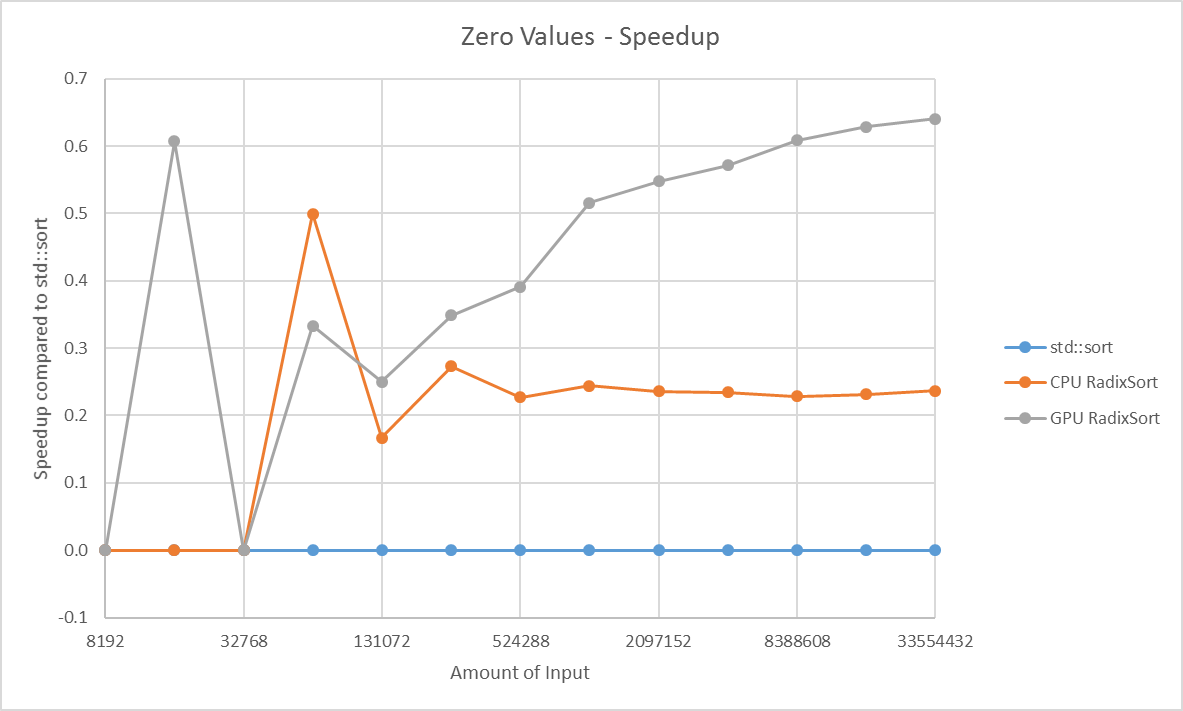 Zero Values - Speedup
Speedup compared to std::sort
0.7
0.6
0.5
0.4
0.3
0.2
0.1
0.0
-0.1
8192
32768
131072
524288
2097152
8388608
33554432
Amount of Input
std::sort
CPU RadixSort
GPU RadixSort